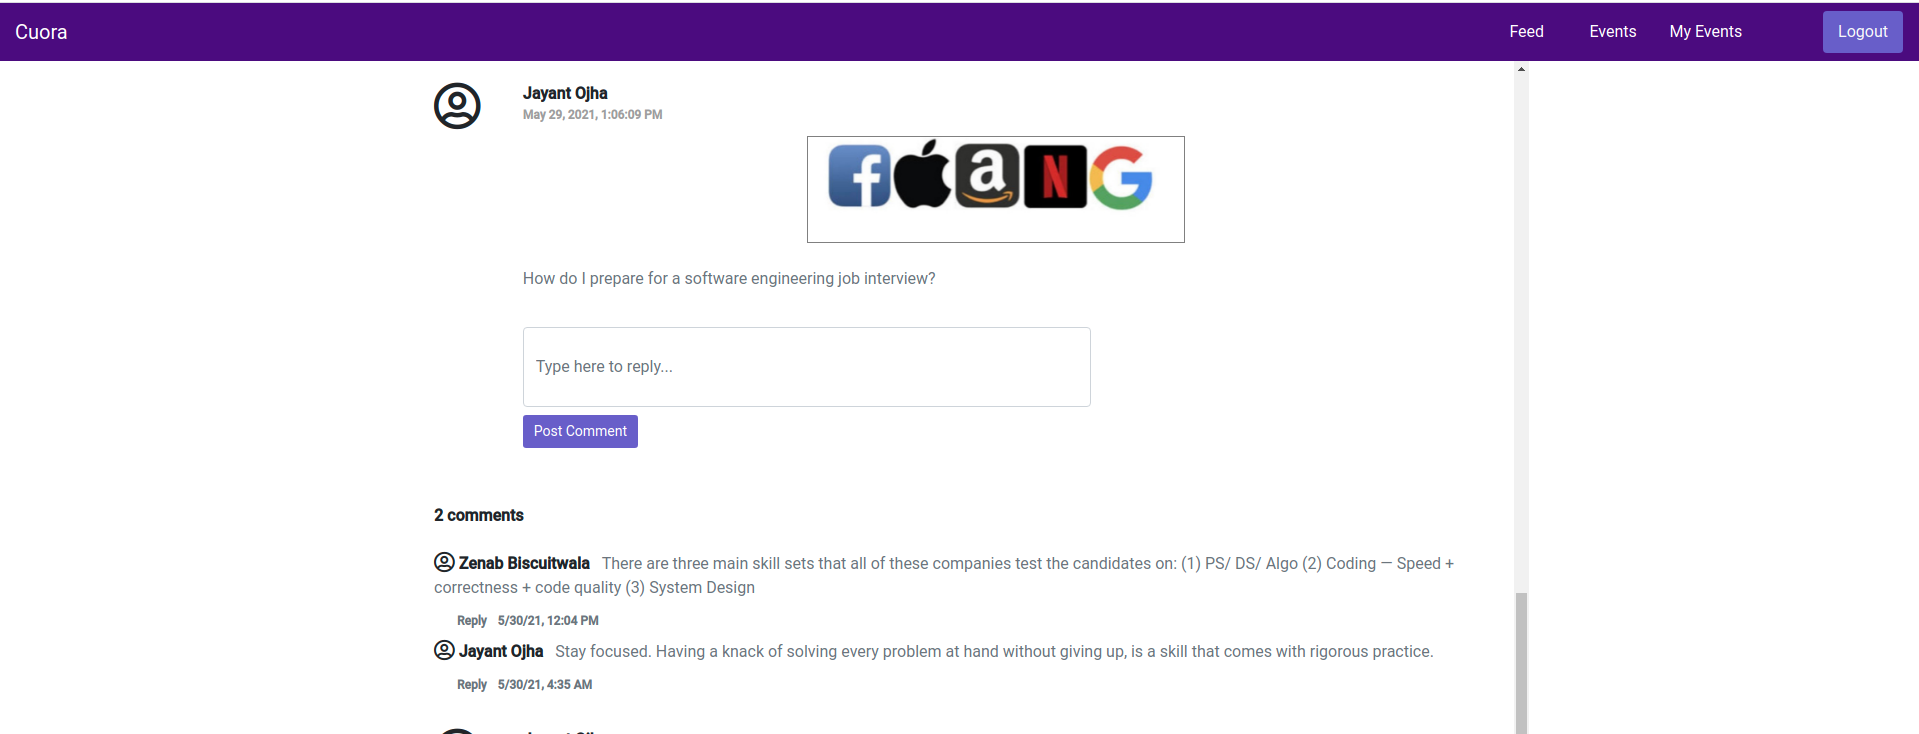 Cuora
Feed
Events
My Events
Logout
Jayant Ojha
May 29, 2021, 1:06:09 PM
f a N G
How do I prepare for a software engineering job interview?
Type here to reply...
Post Comment
2 comments
Zenab Biscuitwala There are three main skill sets that all of these companies test the candidates on: (1) PS/ DS/ Algo (2) Coding — Speed +
correctness + code quality (3) System Design
Reply 5/30/21, 12:04 PM
Jayant Ojha Stay focused. Having a knack of solving every problem at hand without giving up, is a skill that comes with rigorous practice.
Reply 5/30/21, 4:35 AM